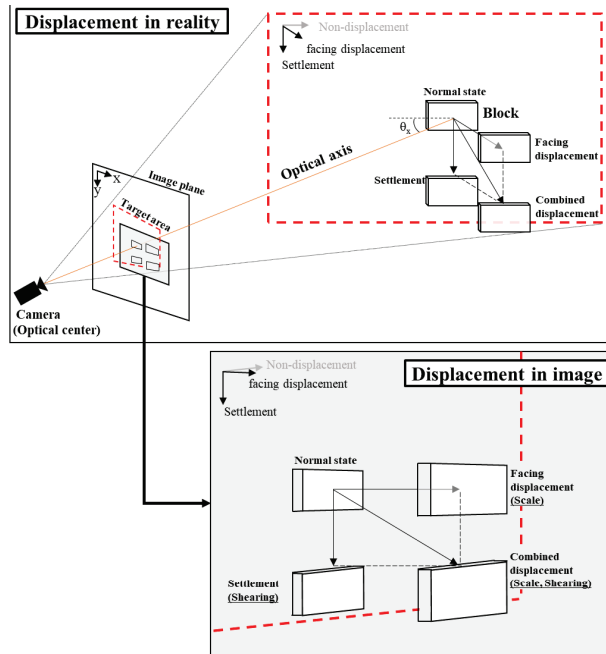 Displacement in reality
Non-displacement
facing displacement
Settlement
Normal state
Block
θx
Facing
displacement
Optical axis
Settlement
Combined
displacement
x
y
Image plane
Target area
Camera
(Optical center)
Displacement in image
Non-displacement
facing displacement
Settlement
Normal state
Facing
displacement
(Scale)
Settlement
(Shearing)
Combined
displacement
(Scale, Shearing)